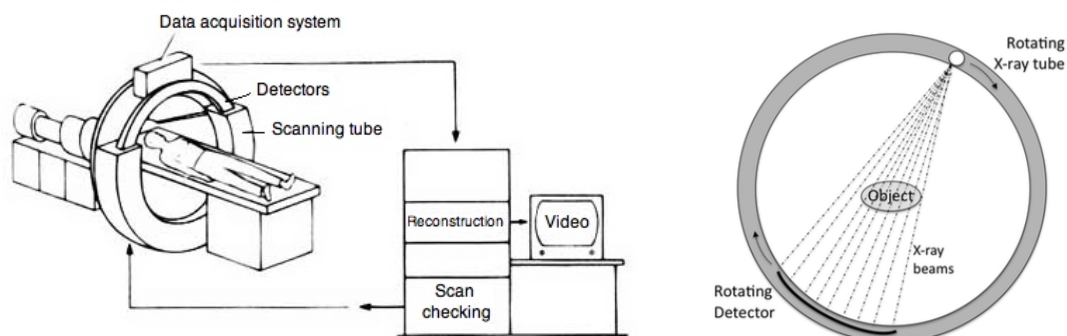 Data acquisition system
Detectors
Scanning tube
Reconstruction
Video
Scan
checking
Rotating
X-ray tube
Object
X-ray
beams
Rotating
Detector